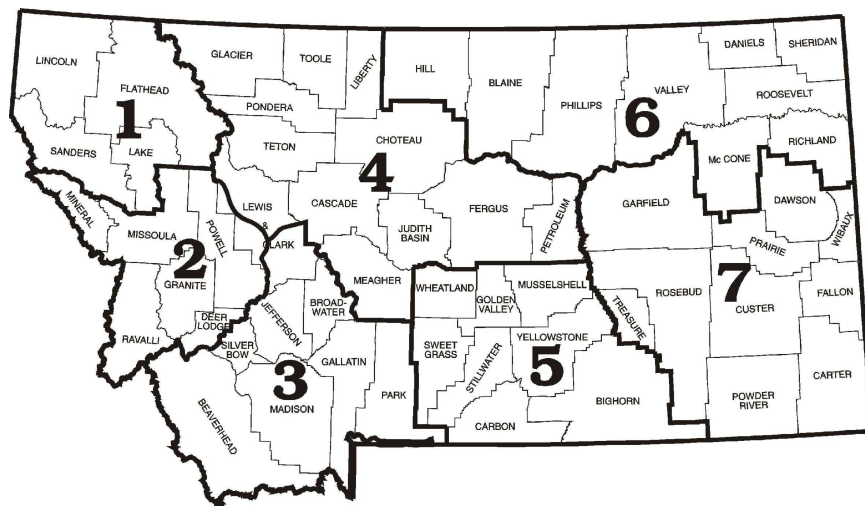 LINCOLN
FLATHEAD
1
SANDERS
LAKE
GLACIER
TOOLE
LIBERTY
PONDERA
TETON
CHOTEAU
4
LEWIS
&
CLARK
CASCADE
JUDITH
BASIN
FERGUS
PETROLEUM
MEAGHER
HILL
BLAINE
PHILLIPS
VALLEY
6
DANIELS
SHERIDAN
ROOSEVELT
RICHLAND
Mc CONE
MINERAL
MISSOULA
POWELL
2
GRANITE
DEER
LODGE
RAVALLI
SILVER
BOW
JEFFERSON
BROAD-
WATER
3
GALLATIN
MADISON
PARK
BEAVERHEAD
WHEATLAND
GOLDEN
VALLEY
MUSSELSHELL
SWEET
GRASS
STILLWATER
YELLOWSTONE
5
BIGHORN
CARBON
GARFIELD
DAWSON
PRAIRIE
WIBAUX
TREASURE
ROSEBUD
7
CUSTER
FALLON
CARTER
POWDER
RIVER